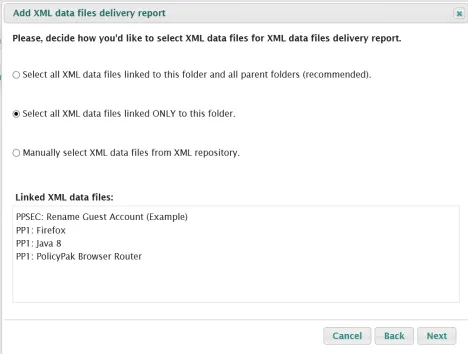 Add XML data files delivery report
Please, decide how you'd like to select XML data files for XML data files delivery report.
Select all XML data files linked to this folder and all parent folders (recommended).
Select all XML data files linked ONLY to this folder.
Manually select XML data files from XML repository.
Linked XML data files:
PPSEC: Rename Guest Account (Example)
PP1: Firefox
PP1: Java 8
PP1: PolicyPak Browser Router
Cancel Back Next